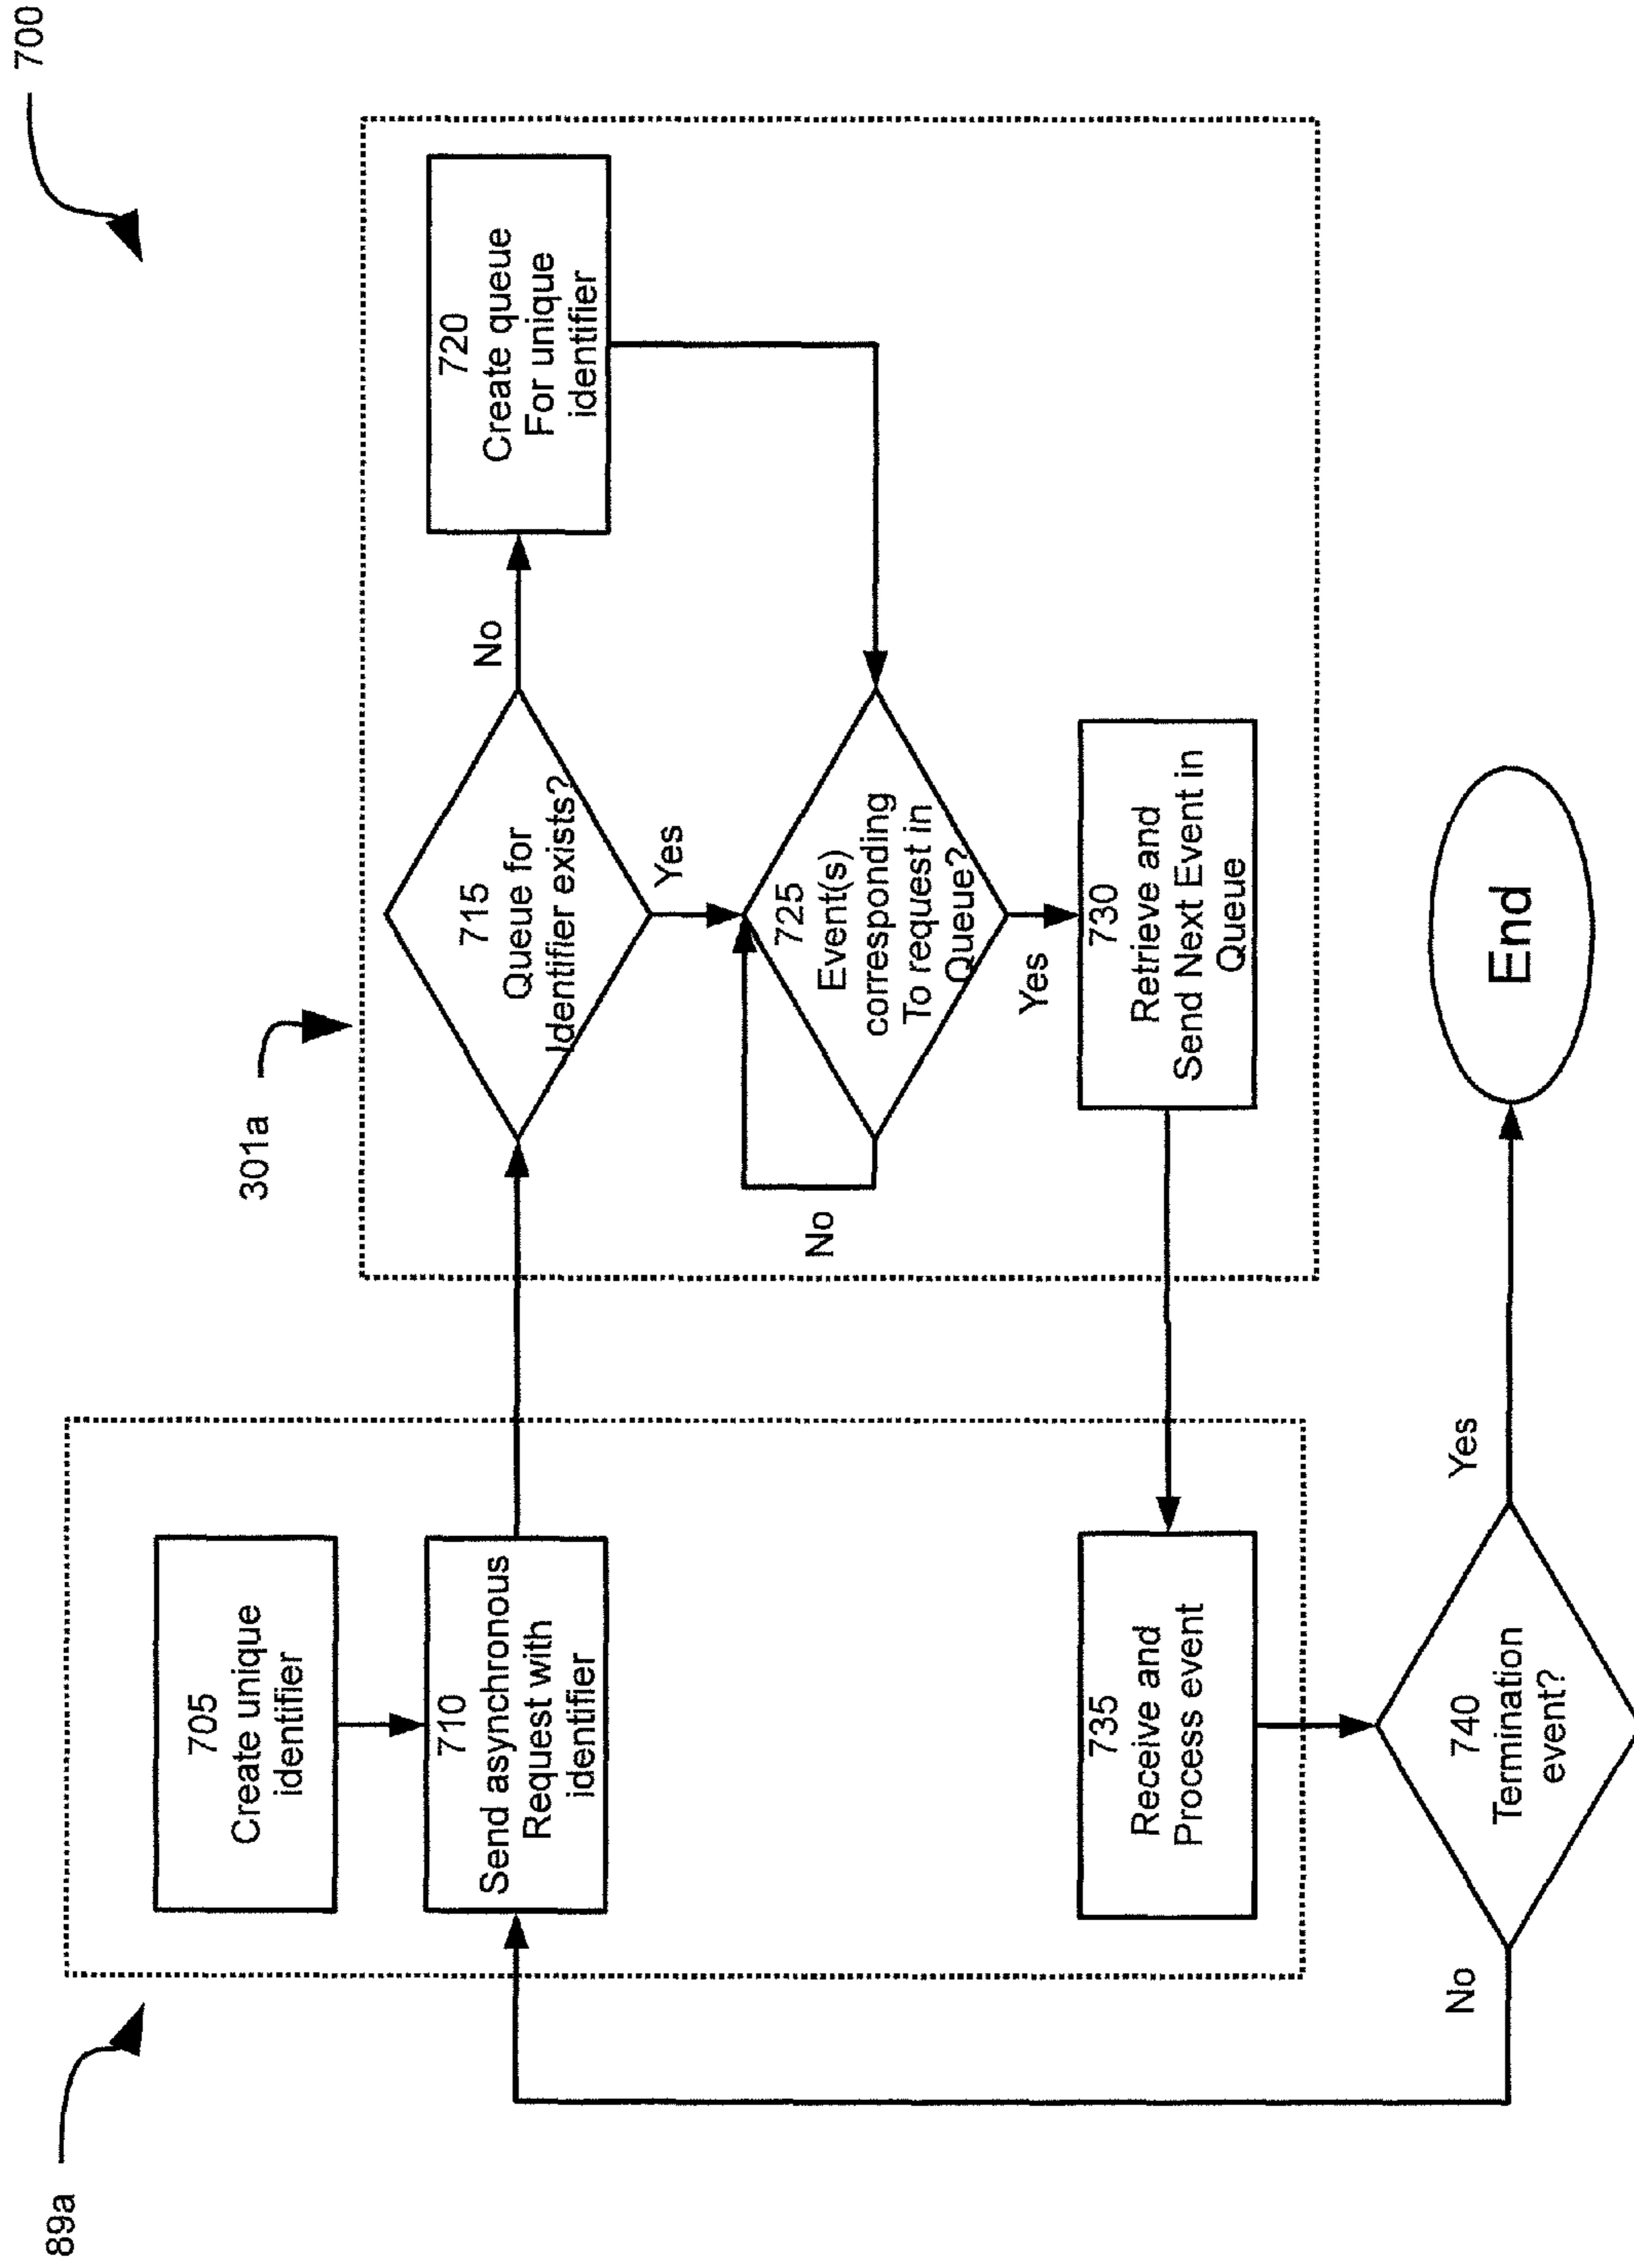 700
89a
301a
705
Create unique
identifier
710
Send asynchronous
Request with
identifier
715
Queue for
Identifier exists?
No
Yes
720
Create queue
For unique
identifier
725
Event(s)
corresponding
To request in
Queue?
No
Yes
730
Retrieve and
Send Next Event in
Queue
735
Receive and
Process event
740
Termination
event?
No
Yes
End